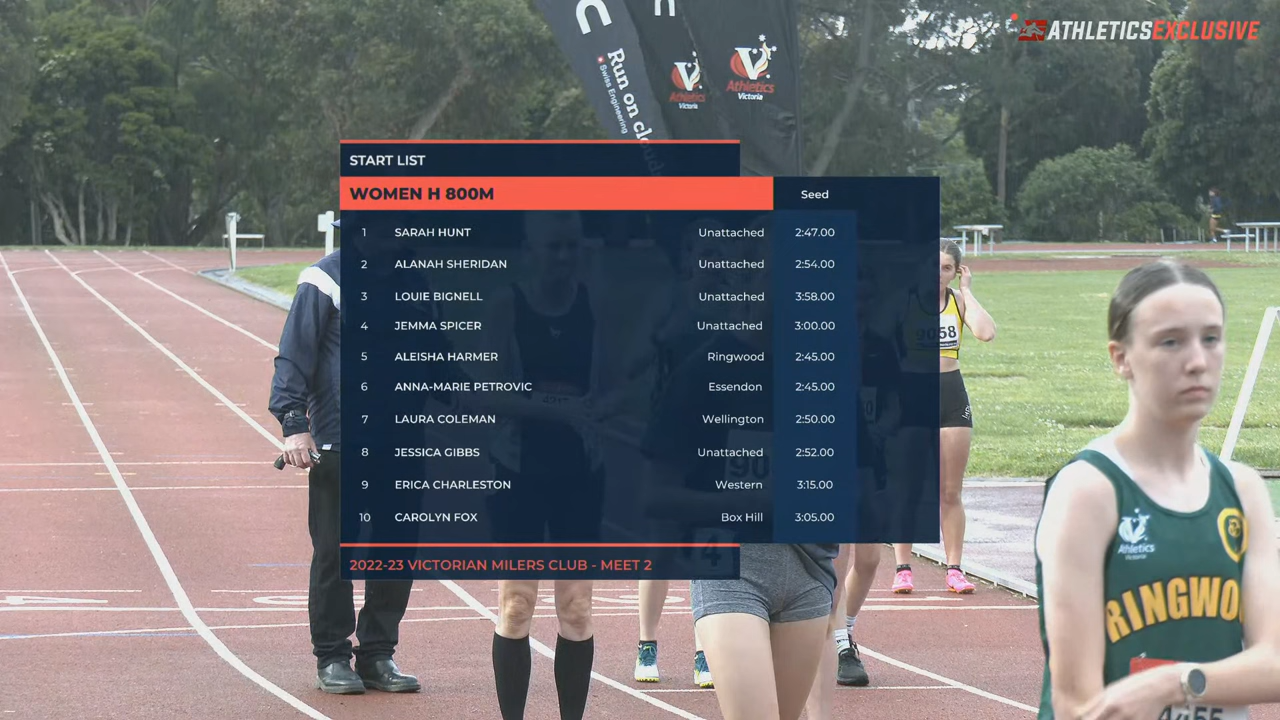 ATHLETICSEXCLUSIVE
Run on clouds
Swiss Engineering
Athletics
Victoria
Athletics
Victoria
START LIST
WOMEN H 800M Seed
1 SARAH HUNT Unattached 2:47.00
2 ALANAH SHERIDAN Unattached 2:54.00
3 LOUIE BIGNELL Unattached 3:58.00
4 JEMMA SPICER Unattached 3:00.00
5 ALEISHA HARMER Ringwood 2:45.00
6 ANNA-MARIE PETROVIC Essendon 2:45.00
7 LAURA COLEMAN Wellington 2:50.00
8 JESSICA GIBBS Unattached 2:52.00
9 ERICA CHARLESTON Western 3:15.00
10 CAROLYN FOX Box Hill 3:05.00
2022-23 VICTORIAN MILERS CLUB - MEET 2
9058
Athletics
Victoria
RINGWO